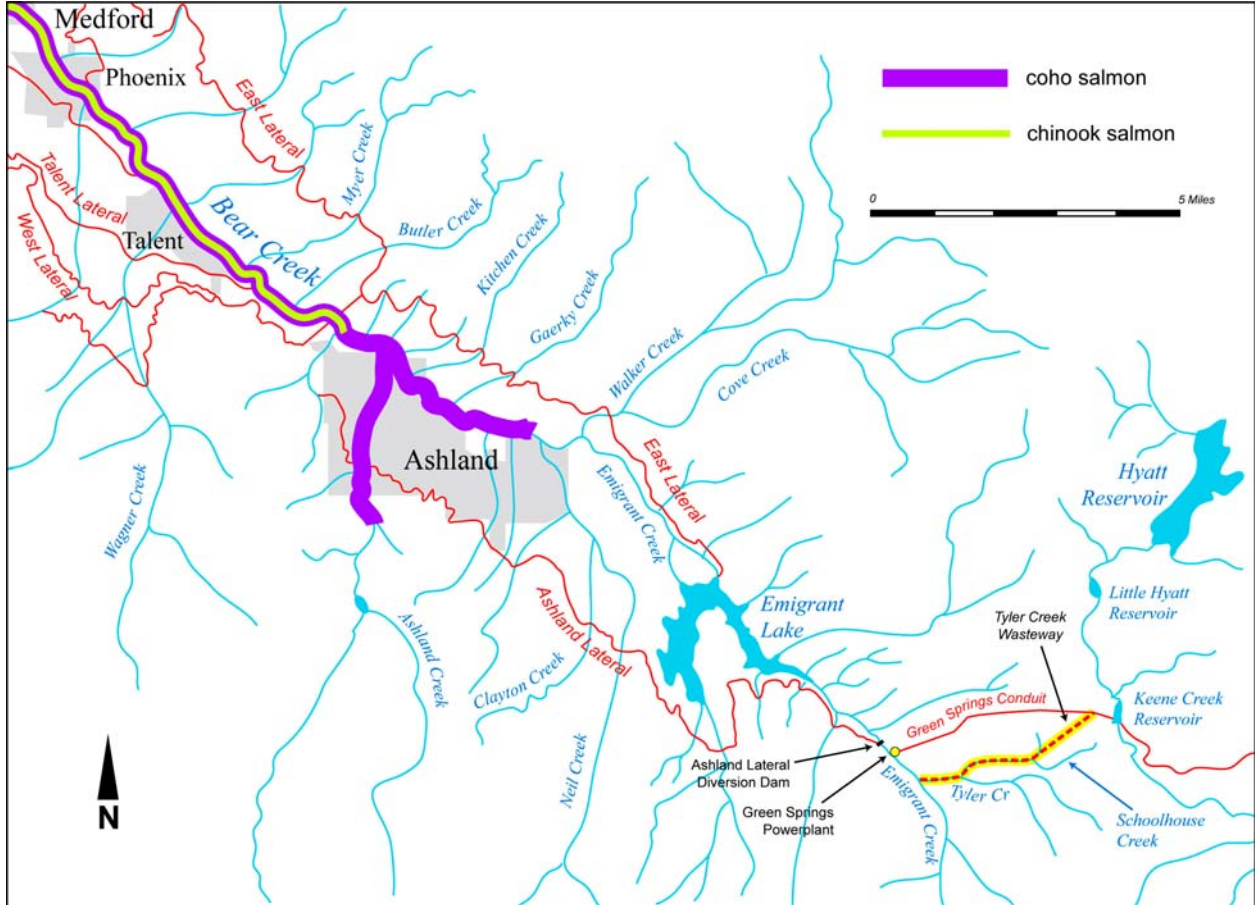 Medford
Phoenix
East Lateral
coho salmon
chinook salmon
0
5 Miles
Talent Lateral
West Lateral
Talent
Bear Creek
Myer Creek
Butler Creek
Kitchen Creek
Gaerky Creek
Walker Creek
Cove Creek
Ashland
East Lateral
Emigrant Creek
Hyatt
Reservoir
Wagner Creek
Ashland Creek
Ashland Lateral
Clayton Creek
Neil Creek
Emigrant
Lake
Little Hyatt
Reservoir
Tyler Creek
Wasteway
Keene Creek
Reservoir
Green Springs Conduit
Ashland Lateral
Diversion Dam
Green Springs
Powerplant
Emigrant Creek
Tyler Cr
Schoolhouse
Creek
N